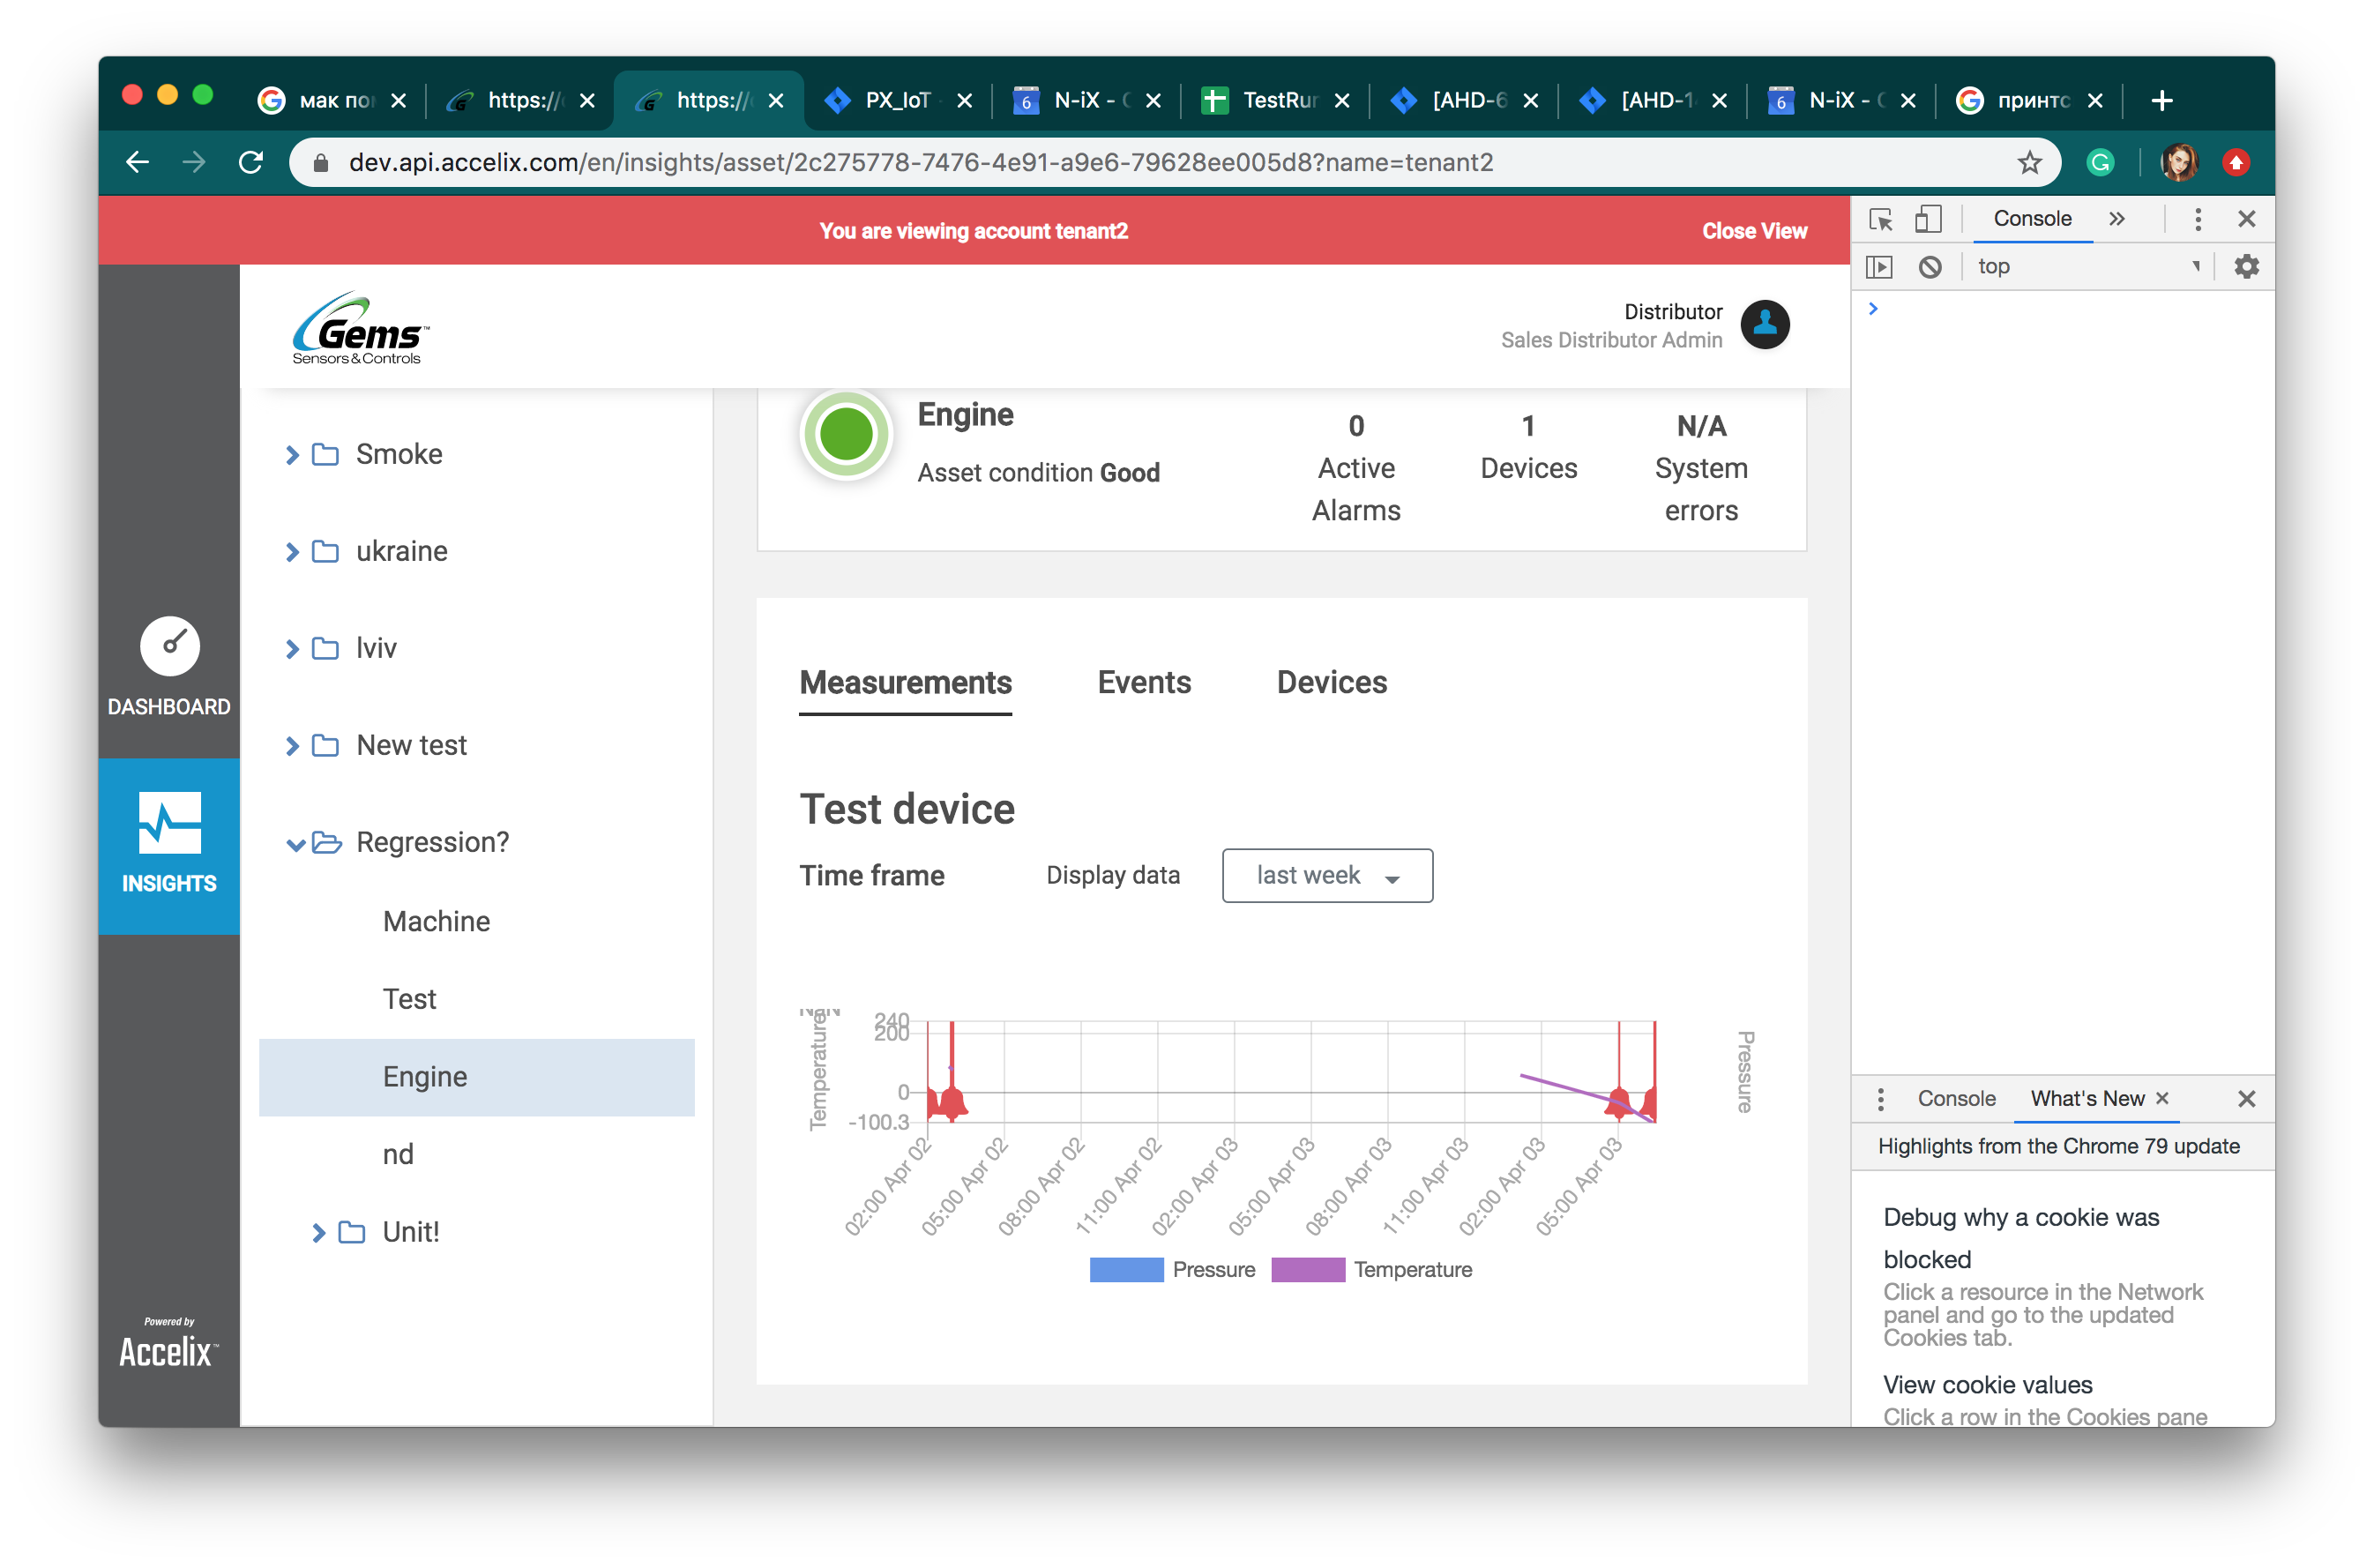 мак по
https://
https://
PX_IoT
N-iX - 
TestRu
[AHD-6
[AHD-1
N-iX - 
принтс
dev.api.accelix.com/en/insights/asset/2c275778-7476-4e91-a9e6-79628ee005d8?name=tenant2
You are viewing account tenant2
Close View
Gems™
Sensors & Controls
Distributor
Sales Distributor Admin
DASHBOARD
INSIGHTS
Powered by
Accelix™
Smoke
ukraine
lviv
New test
Regression?
Machine
Test
Engine
nd
Unit!
Engine
Asset condition Good
0
Active
Alarms
1
Devices
N/A
System
errors
Measurements
Events
Devices
Test device
Time frame
Display data
last week
NaN
Temperature
240
200
0
-100.3
Pressure
02:00 Apr 02
05:00 Apr 02
08:00 Apr 02
11:00 Apr 02
02:00 Apr 03
05:00 Apr 03
08:00 Apr 03
11:00 Apr 03
02:00 Apr 03
05:00 Apr 03
Pressure
Temperature
Console
top
Console
What's New
Highlights from the Chrome 79 update
Debug why a cookie was
blocked
Click a resource in the Network
panel and go to the updated
Cookies tab.
View cookie values
Click a row in the Cookies pane